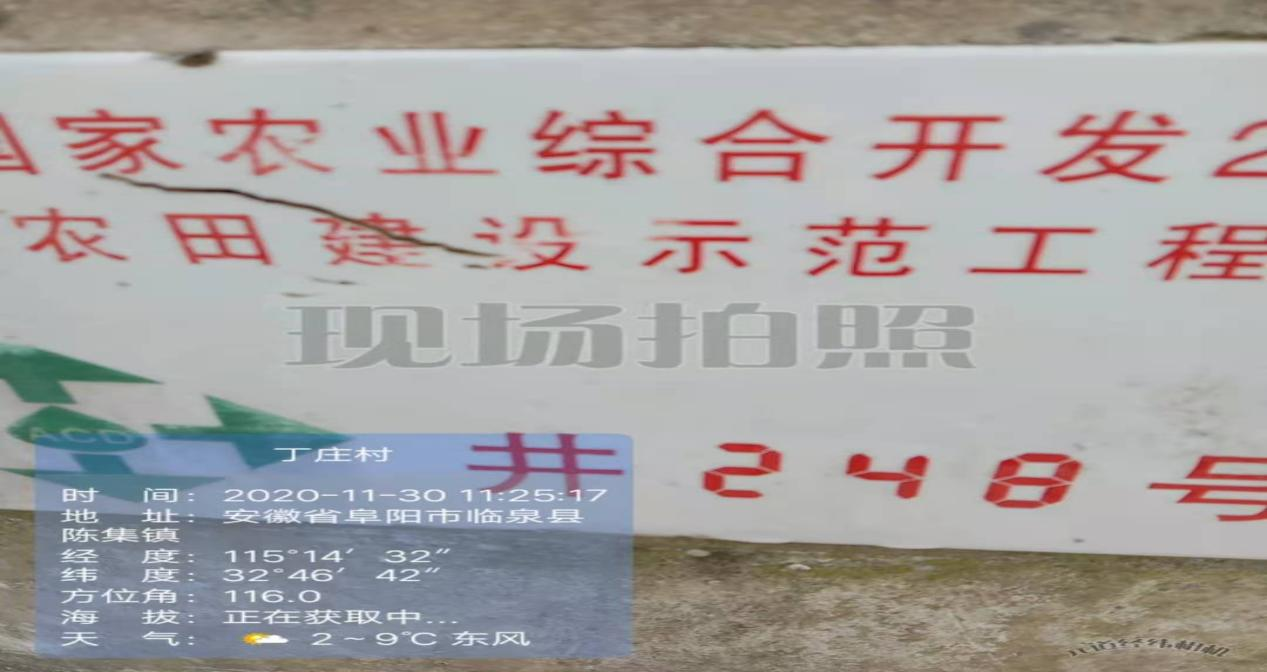 国家农业综合开发2
农田建设示范工程
现场拍照
ACD
井248号
丁庄村
时 间: 2020-11-30 11:25:17
地 址: 安徽省阜阳市临泉县
陈集镇
经 度: 115°14′ 32″
纬 度: 32°46′ 42″
方位角: 116.0
海 拔: 正在获取中...
天 气: 2~9℃ 东风
经纬相机